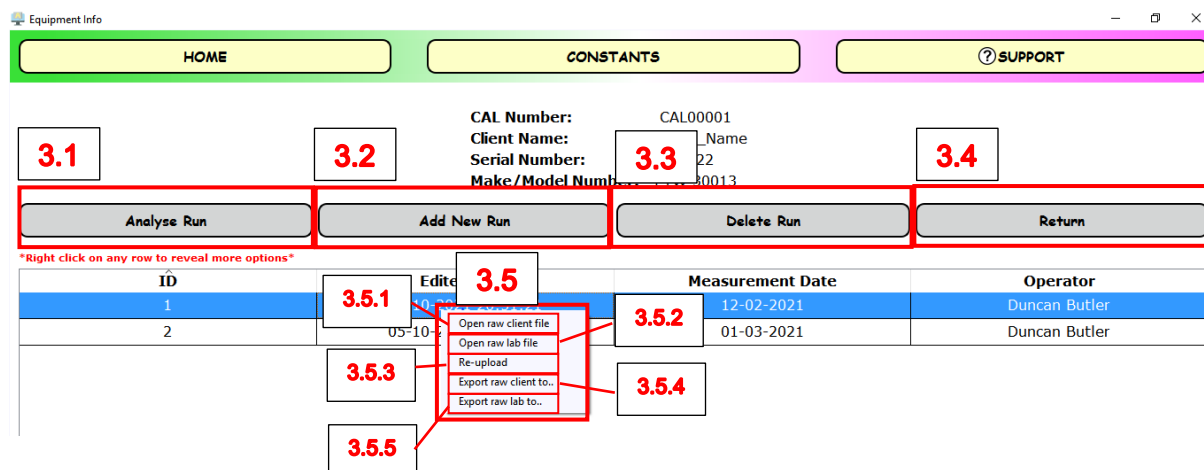 Equipment Info
HOME CONSTANTS ?SUPPORT
CAL Number: CAL00001
Client Name: _Name
Serial Number: 22
Make/Model
3.1 3.2 3.3 3.4
Analyse Run Add New Run Delete Run Return
*Right click on any row to reveal more options*
ID Measurement Date Operator
3.5
1 12-02-2021 Duncan Butler
2 01-03-2021 Duncan Butler
3.5.1 Open raw client file
3.5.2 Open raw lab file
3.5.3 Re-upload
3.5.4 Export raw client to..
3.5.5 Export raw lab to..